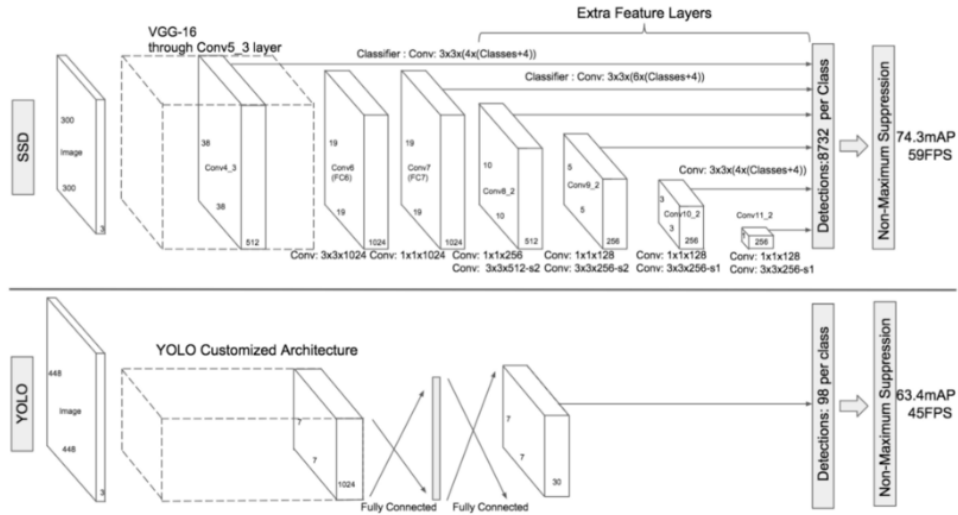 Extra Feature Layers
VGG-16
through Conv5_3 layer
Classifier : Conv: 3x3x(4x(Classes+4))
Classifier : Conv: 3x3x(6x(Classes+4))
SSD
300
Image
300
3
38
Conv4_3
38
512
19
Conv6
(FC6)
19
1024
19
Conv7
(FC7)
19
1024
10
Conv8_2
10
512
5
Conv9_2
5
256
Conv: 3x3x(4x(Classes+4))
3
Conv10_2
3
256
Conv11_2
256
Conv: 3x3x1024
Conv: 1x1x1024
Conv: 1x1x256
Conv: 3x3x512-s2
Conv: 1x1x128
Conv: 3x3x256-s2
Conv: 1x1x128
Conv: 3x3x256-s1
Conv: 1x1x128
Conv: 3x3x256-s1
Detections:8732 per Class
Non-Maximum Suppression
74.3mAP
59FPS
YOLO
448
Image
448
3
YOLO Customized Architecture
7
7
1024
Fully Connected
Fully Connected
7
7
30
Detections: 98 per class
Non-Maximum Suppression
63.4mAP
45FPS